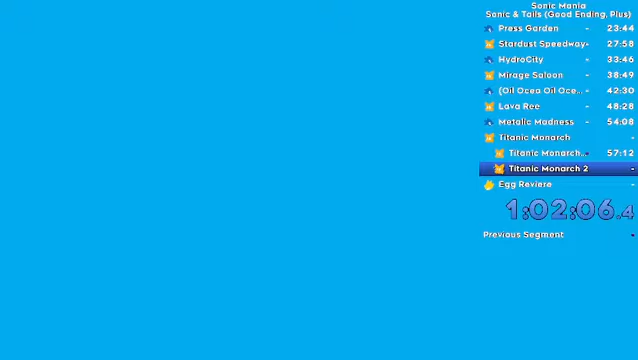 Sonic Mania
Sonic & Tails (Good Ending, Plus)
Press Garden - 23:44
Stardust Speedway- 27:58
HydroCity - 33:46
Mirage Saloon - 38:49
(Oil Ocea Oil Oce... - 42:30
Lava Ree - 48:28
Metalic Madness - 54:08
Titanic Monarch -
Titanic Monarch... 57:12
Titanic Monarch 2 -
Egg Reviere -
1:02:06.4
Previous Segment -